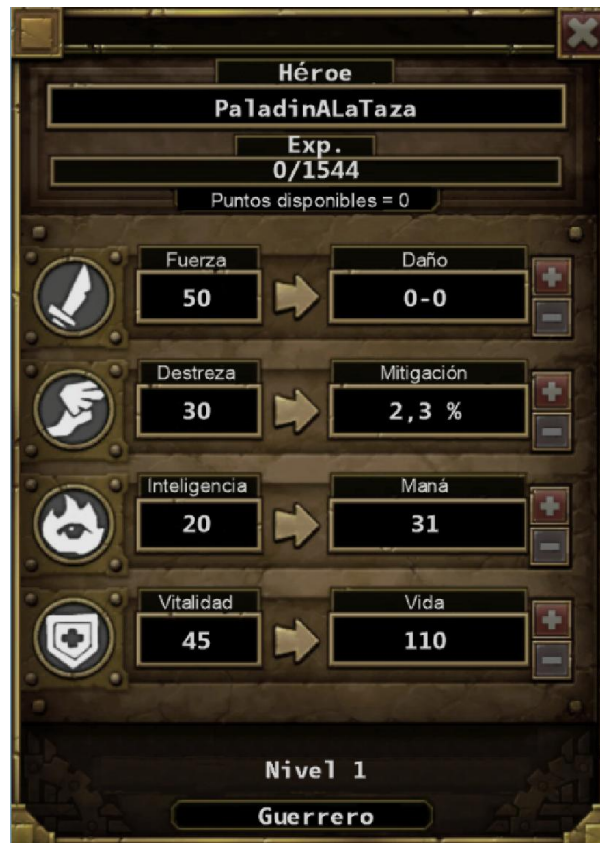 Héroe
PaladinALaTaza
Exp.
0/1544
Puntos disponibles = 0
Fuerza Daño
50 0-0
Destreza Mitigación
30 2,3 %
Inteligencia Maná
20 31
Vitalidad Vida
45 110
Nivel 1
Guerrero